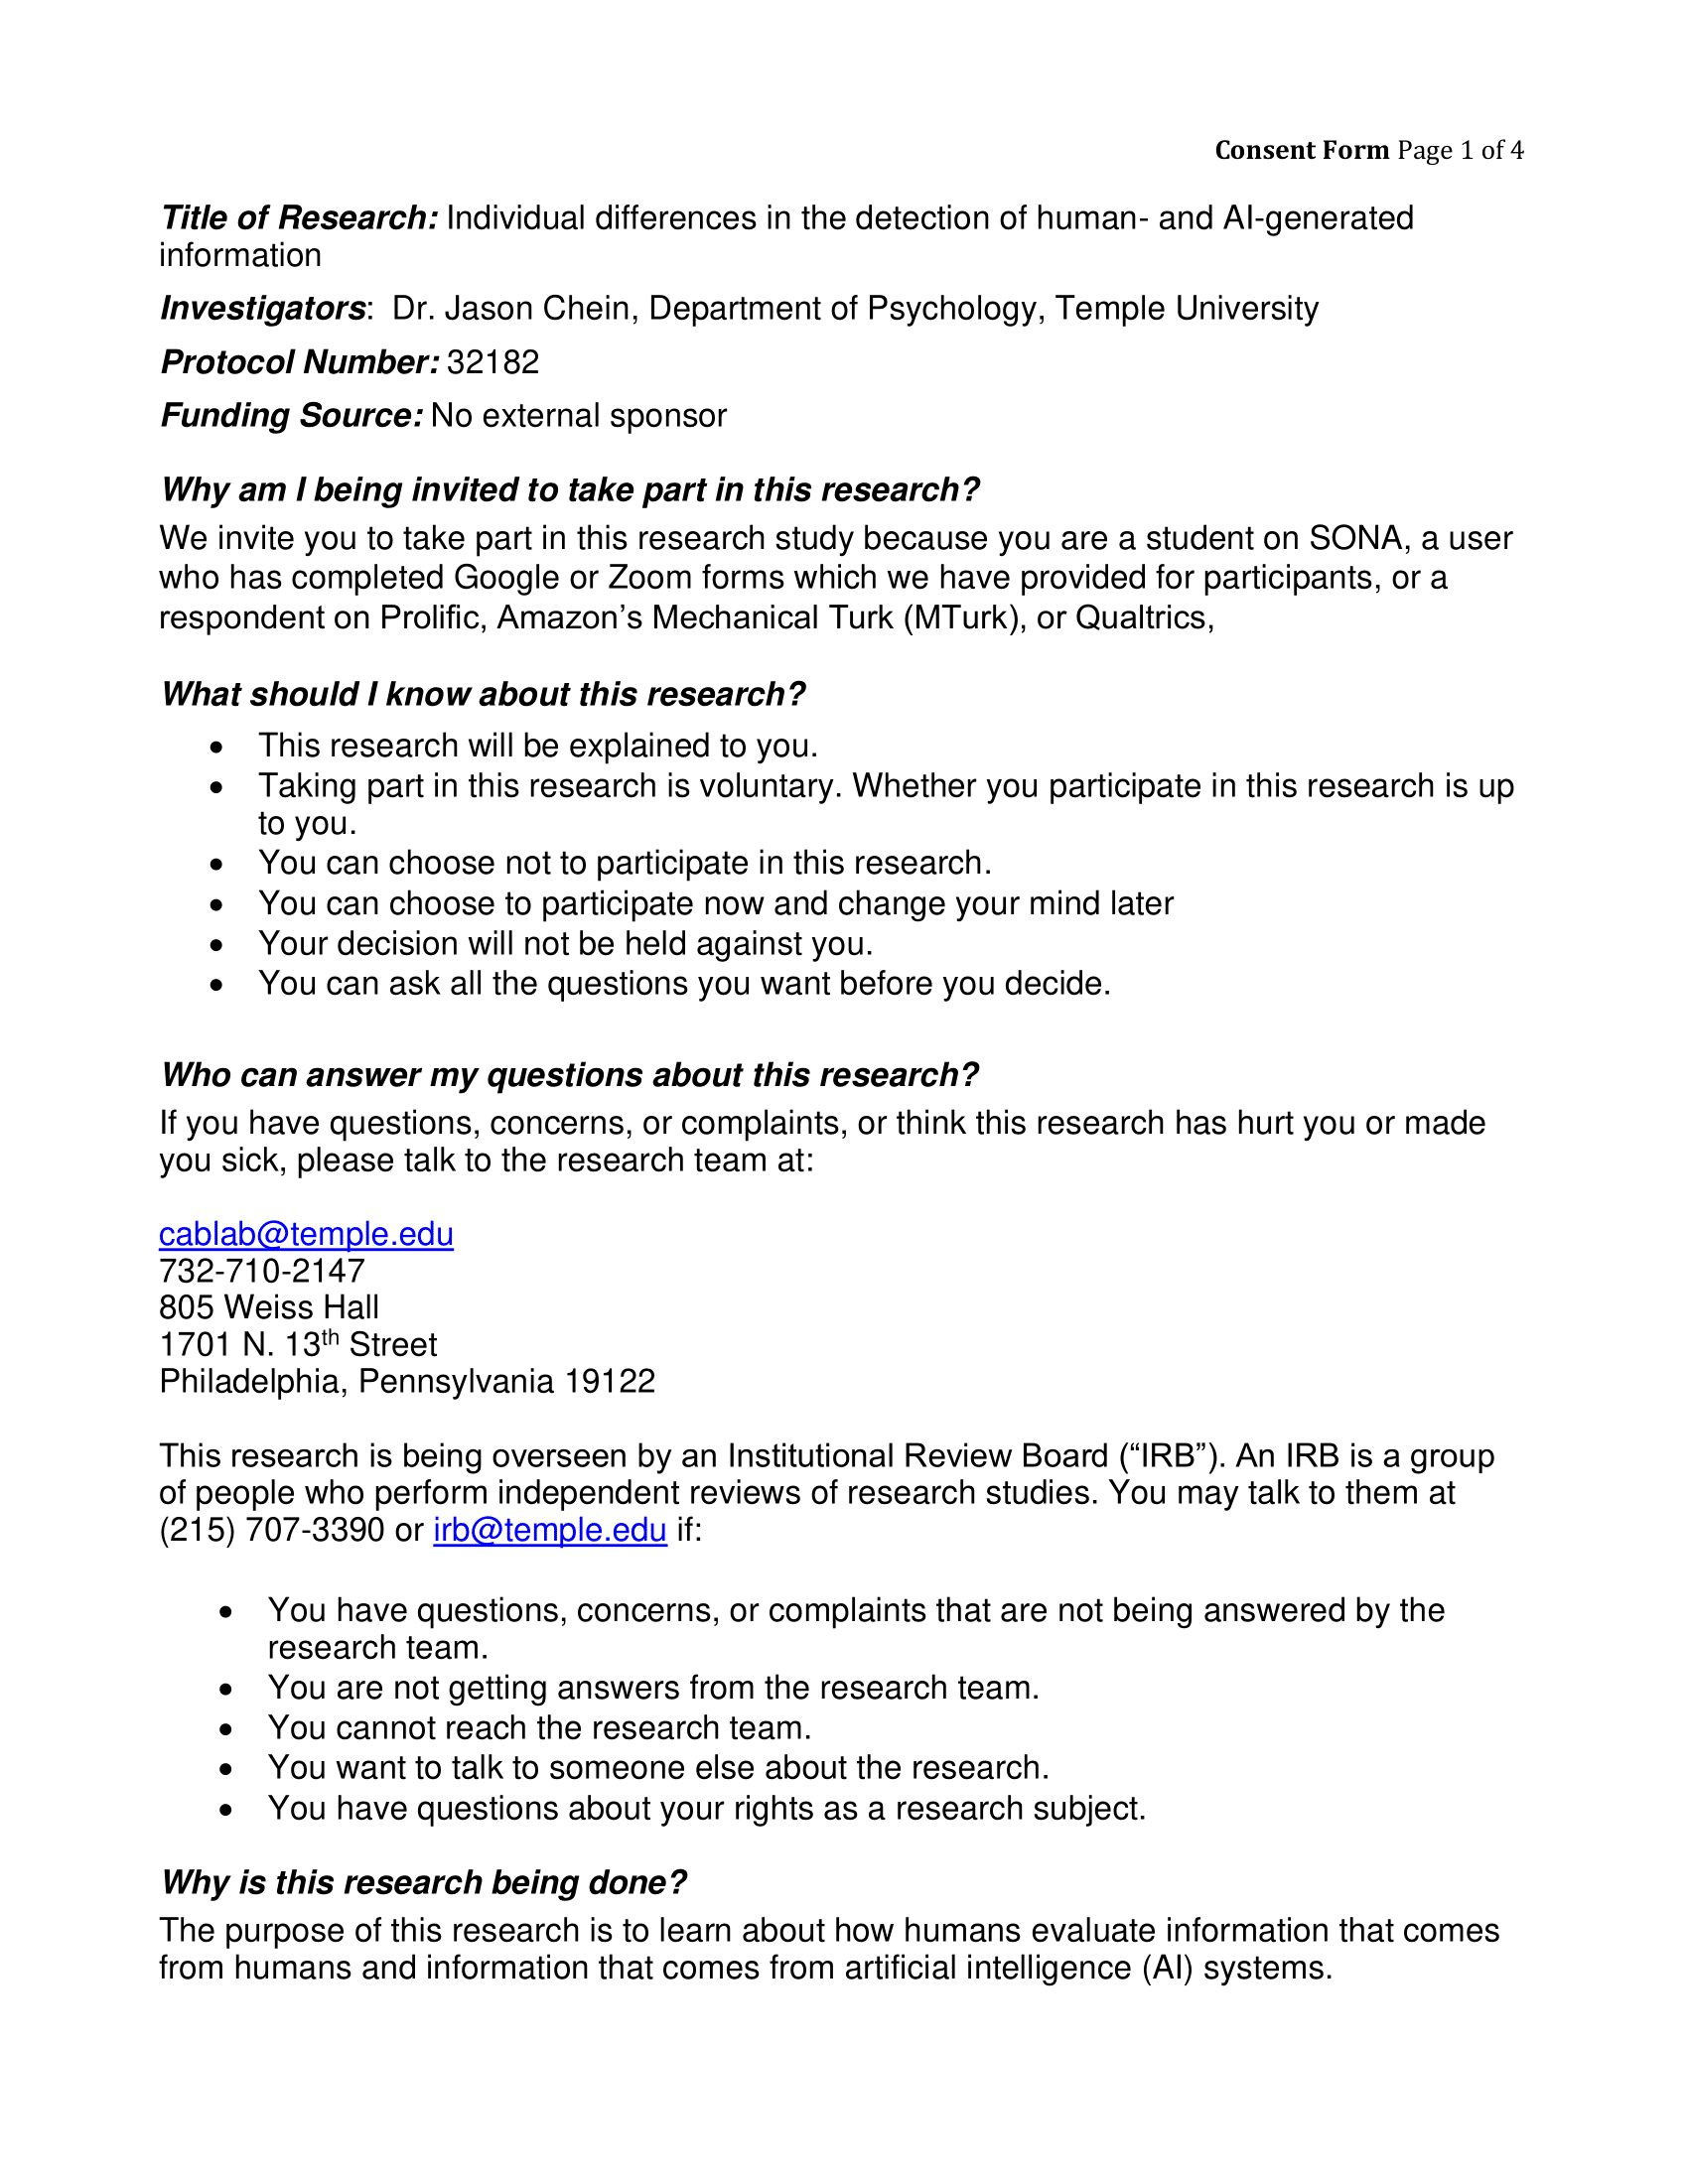 Consent Form Page 1 of 4
Title of Research: Individual differences in the detection of human- and AI-generated
information
Investigators:  Dr. Jason Chein, Department of Psychology, Temple University
Protocol Number: 32182
Funding Source: No external sponsor
Why am I being invited to take part in this research?
We invite you to take part in this research study because you are a student on SONA, a user
who has completed Google or Zoom forms which we have provided for participants, or a
respondent on Prolific, Amazon’s Mechanical Turk (MTurk), or Qualtrics,
What should I know about this research?
• This research will be explained to you.
• Taking part in this research is voluntary. Whether you participate in this research is up
to you.
• You can choose not to participate in this research.
• You can choose to participate now and change your mind later
• Your decision will not be held against you.
• You can ask all the questions you want before you decide.
Who can answer my questions about this research?
If you have questions, concerns, or complaints, or think this research has hurt you or made
you sick, please talk to the research team at:
cablab@temple.edu
732-710-2147
805 Weiss Hall
1701 N. 13th Street
Philadelphia, Pennsylvania 19122
This research is being overseen by an Institutional Review Board (“IRB”). An IRB is a group
of people who perform independent reviews of research studies. You may talk to them at
(215) 707-3390 or irb@temple.edu if:
• You have questions, concerns, or complaints that are not being answered by the
research team.
• You are not getting answers from the research team.
• You cannot reach the research team.
• You want to talk to someone else about the research.
• You have questions about your rights as a research subject.
Why is this research being done?
The purpose of this research is to learn about how humans evaluate information that comes
from humans and information that comes from artificial intelligence (AI) systems.